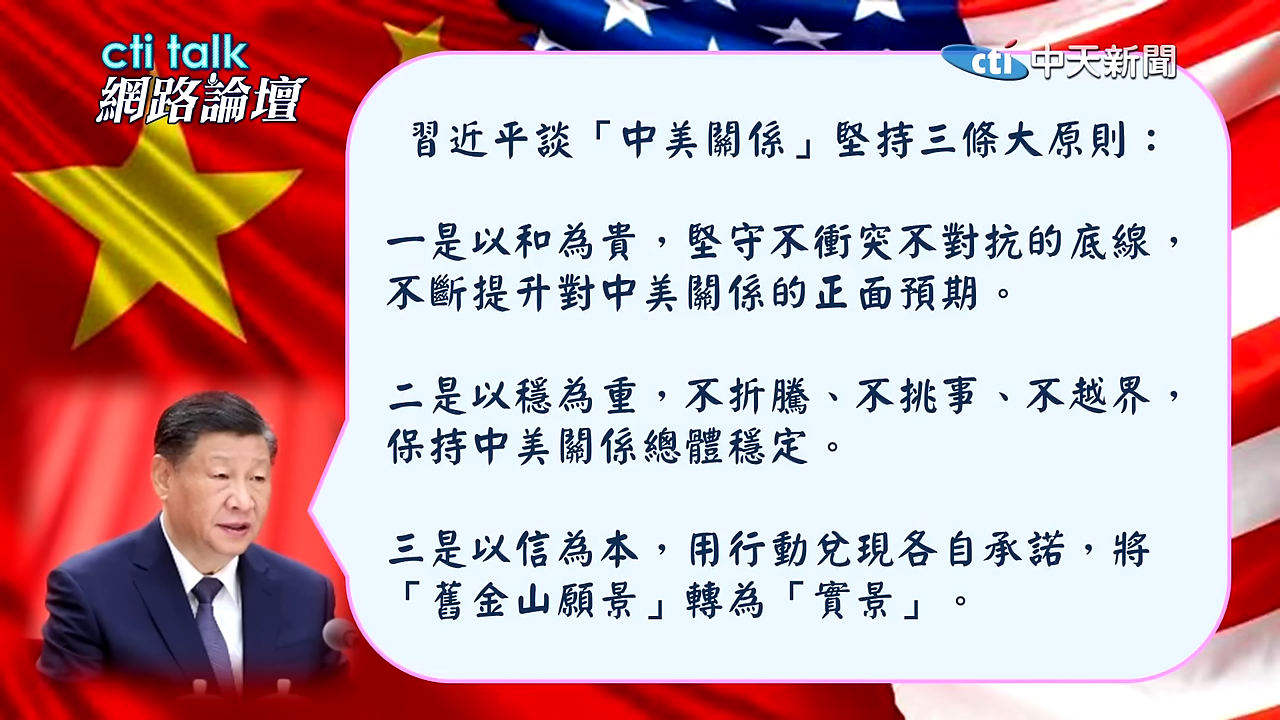 cti talk
網路論壇
cti 中天新聞
習近平談「中美關係」堅持三條大原則：
一是以和為貴，堅守不衝突不對抗的底線，
不斷提升對中美關係的正面預期。
二是以穩為重，不折騰、不挑事、不越界，
保持中美關係總體穩定。
三是以信為本，用行動兌現各自承諾，將
「舊金山願景」轉為「實景」。